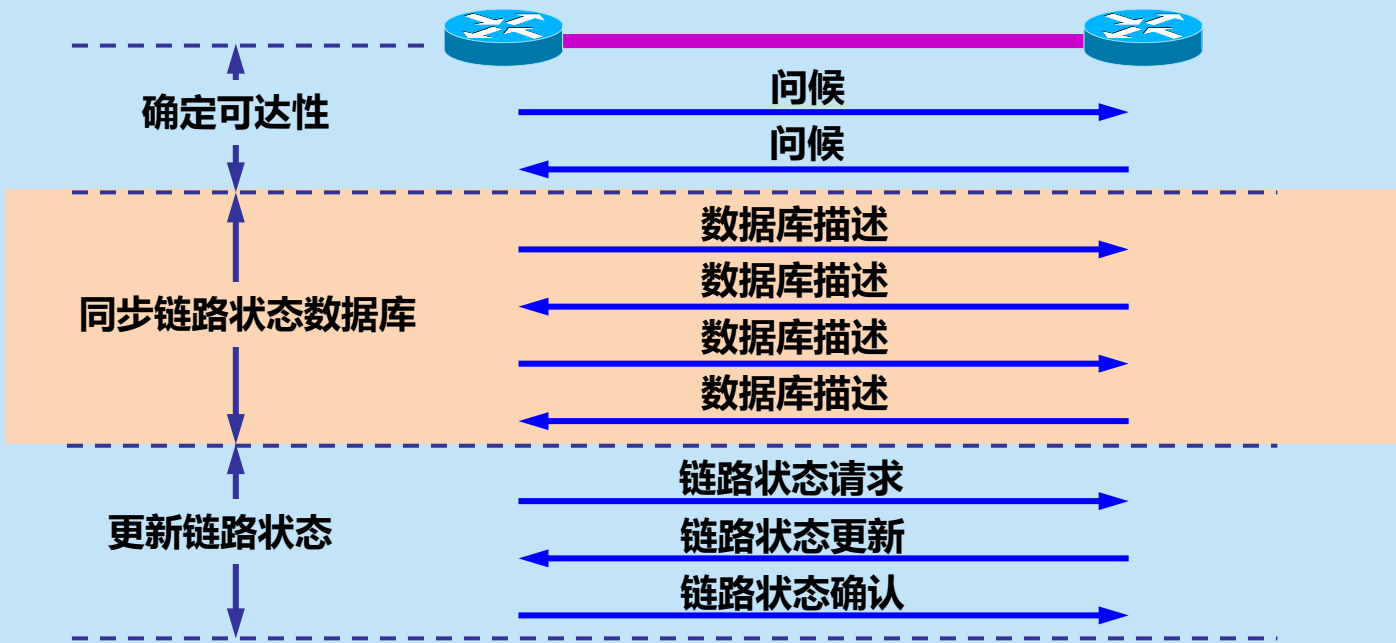 问候
确定可达性
问候
数据库描述
数据库描述
同步链路状态数据库
数据库描述
数据库描述
链路状态请求
更新链路状态
链路状态更新
链路状态确认